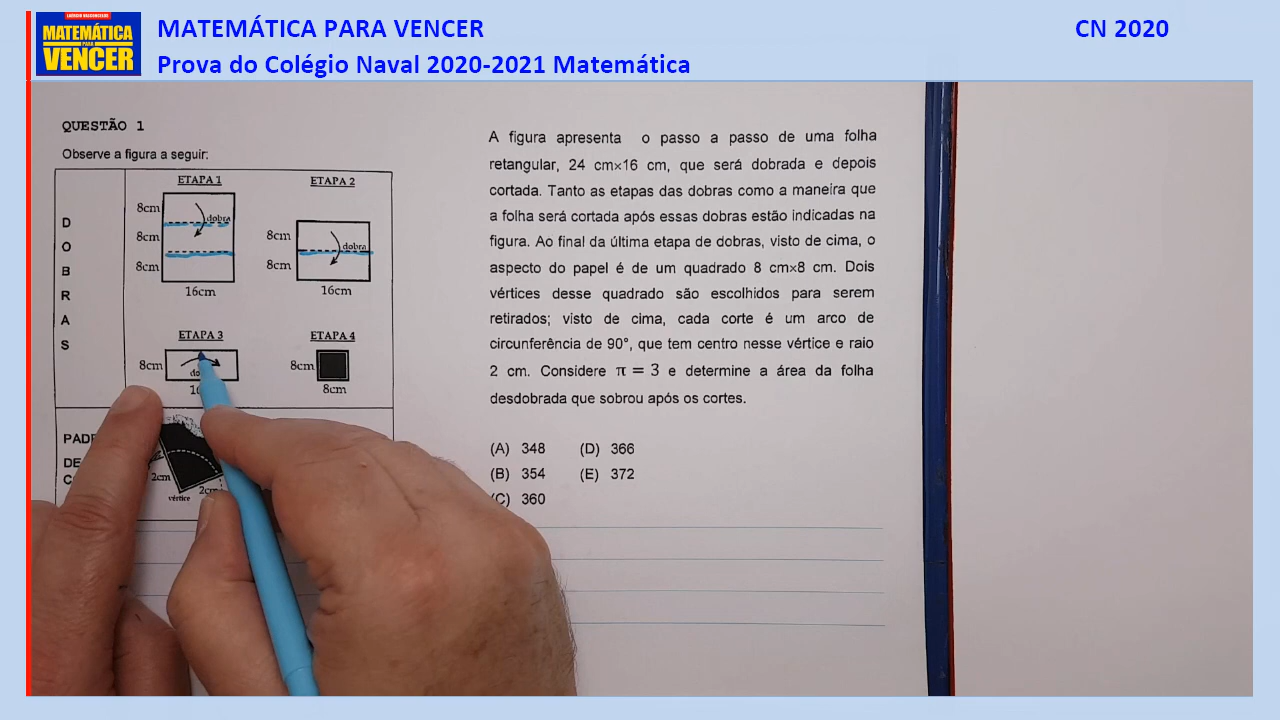 LAÉRCIO VASCONCELOS
MATEMÁTICA
PARA
VENCER
MATEMÁTICA PARA VENCER
CN 2020
Prova do Colégio Naval 2020-2021 Matemática
QUESTÃO 1
Observe a figura a seguir:
DOBRAS
ETAPA 1
8cm
dobra
8cm
8cm
16cm
ETAPA 2
8cm
dobra
8cm
16cm
ETAPA 3
8cm
ETAPA 4
8cm
8cm
2cm
2cm
vértice
A figura apresenta o passo a passo de uma folha
retangular, 24 cm×16 cm, que será dobrada e depois
cortada. Tanto as etapas das dobras como a maneira que
a folha será cortada após essas dobras estão indicadas na
figura. Ao final da última etapa de dobras, visto de cima, o
aspecto do papel é de um quadrado 8 cm×8 cm. Dois
vértices desse quadrado são escolhidos para serem
retirados; visto de cima, cada corte é um arco de
circunferência de 90°, que tem centro nesse vértice e raio
2 cm. Considere π = 3 e determine a área da folha
desdobrada que sobrou após os cortes.
(A) 348 (D) 366
(B) 354 (E) 372
(C) 360